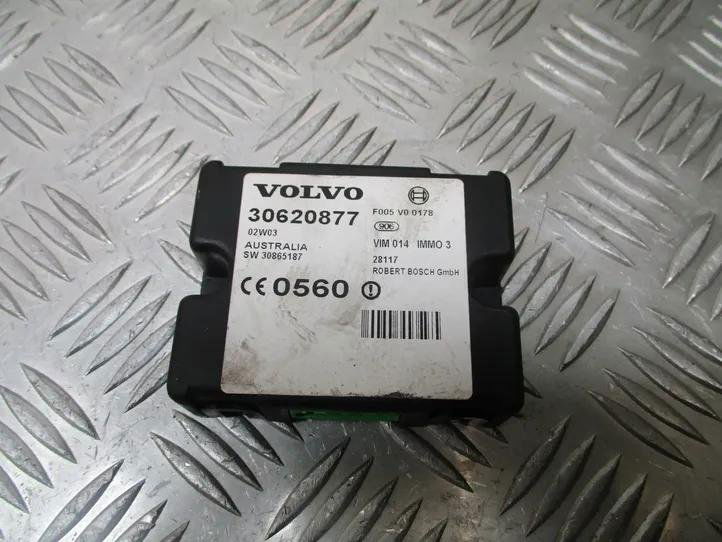 VOLVO
30620877
02W03
AUSTRALIA
SW 30865187
CE 0560
F005 V0 0178
906
VIM 014 IMMO 3
28117
ROBERT BOSCH GmbH